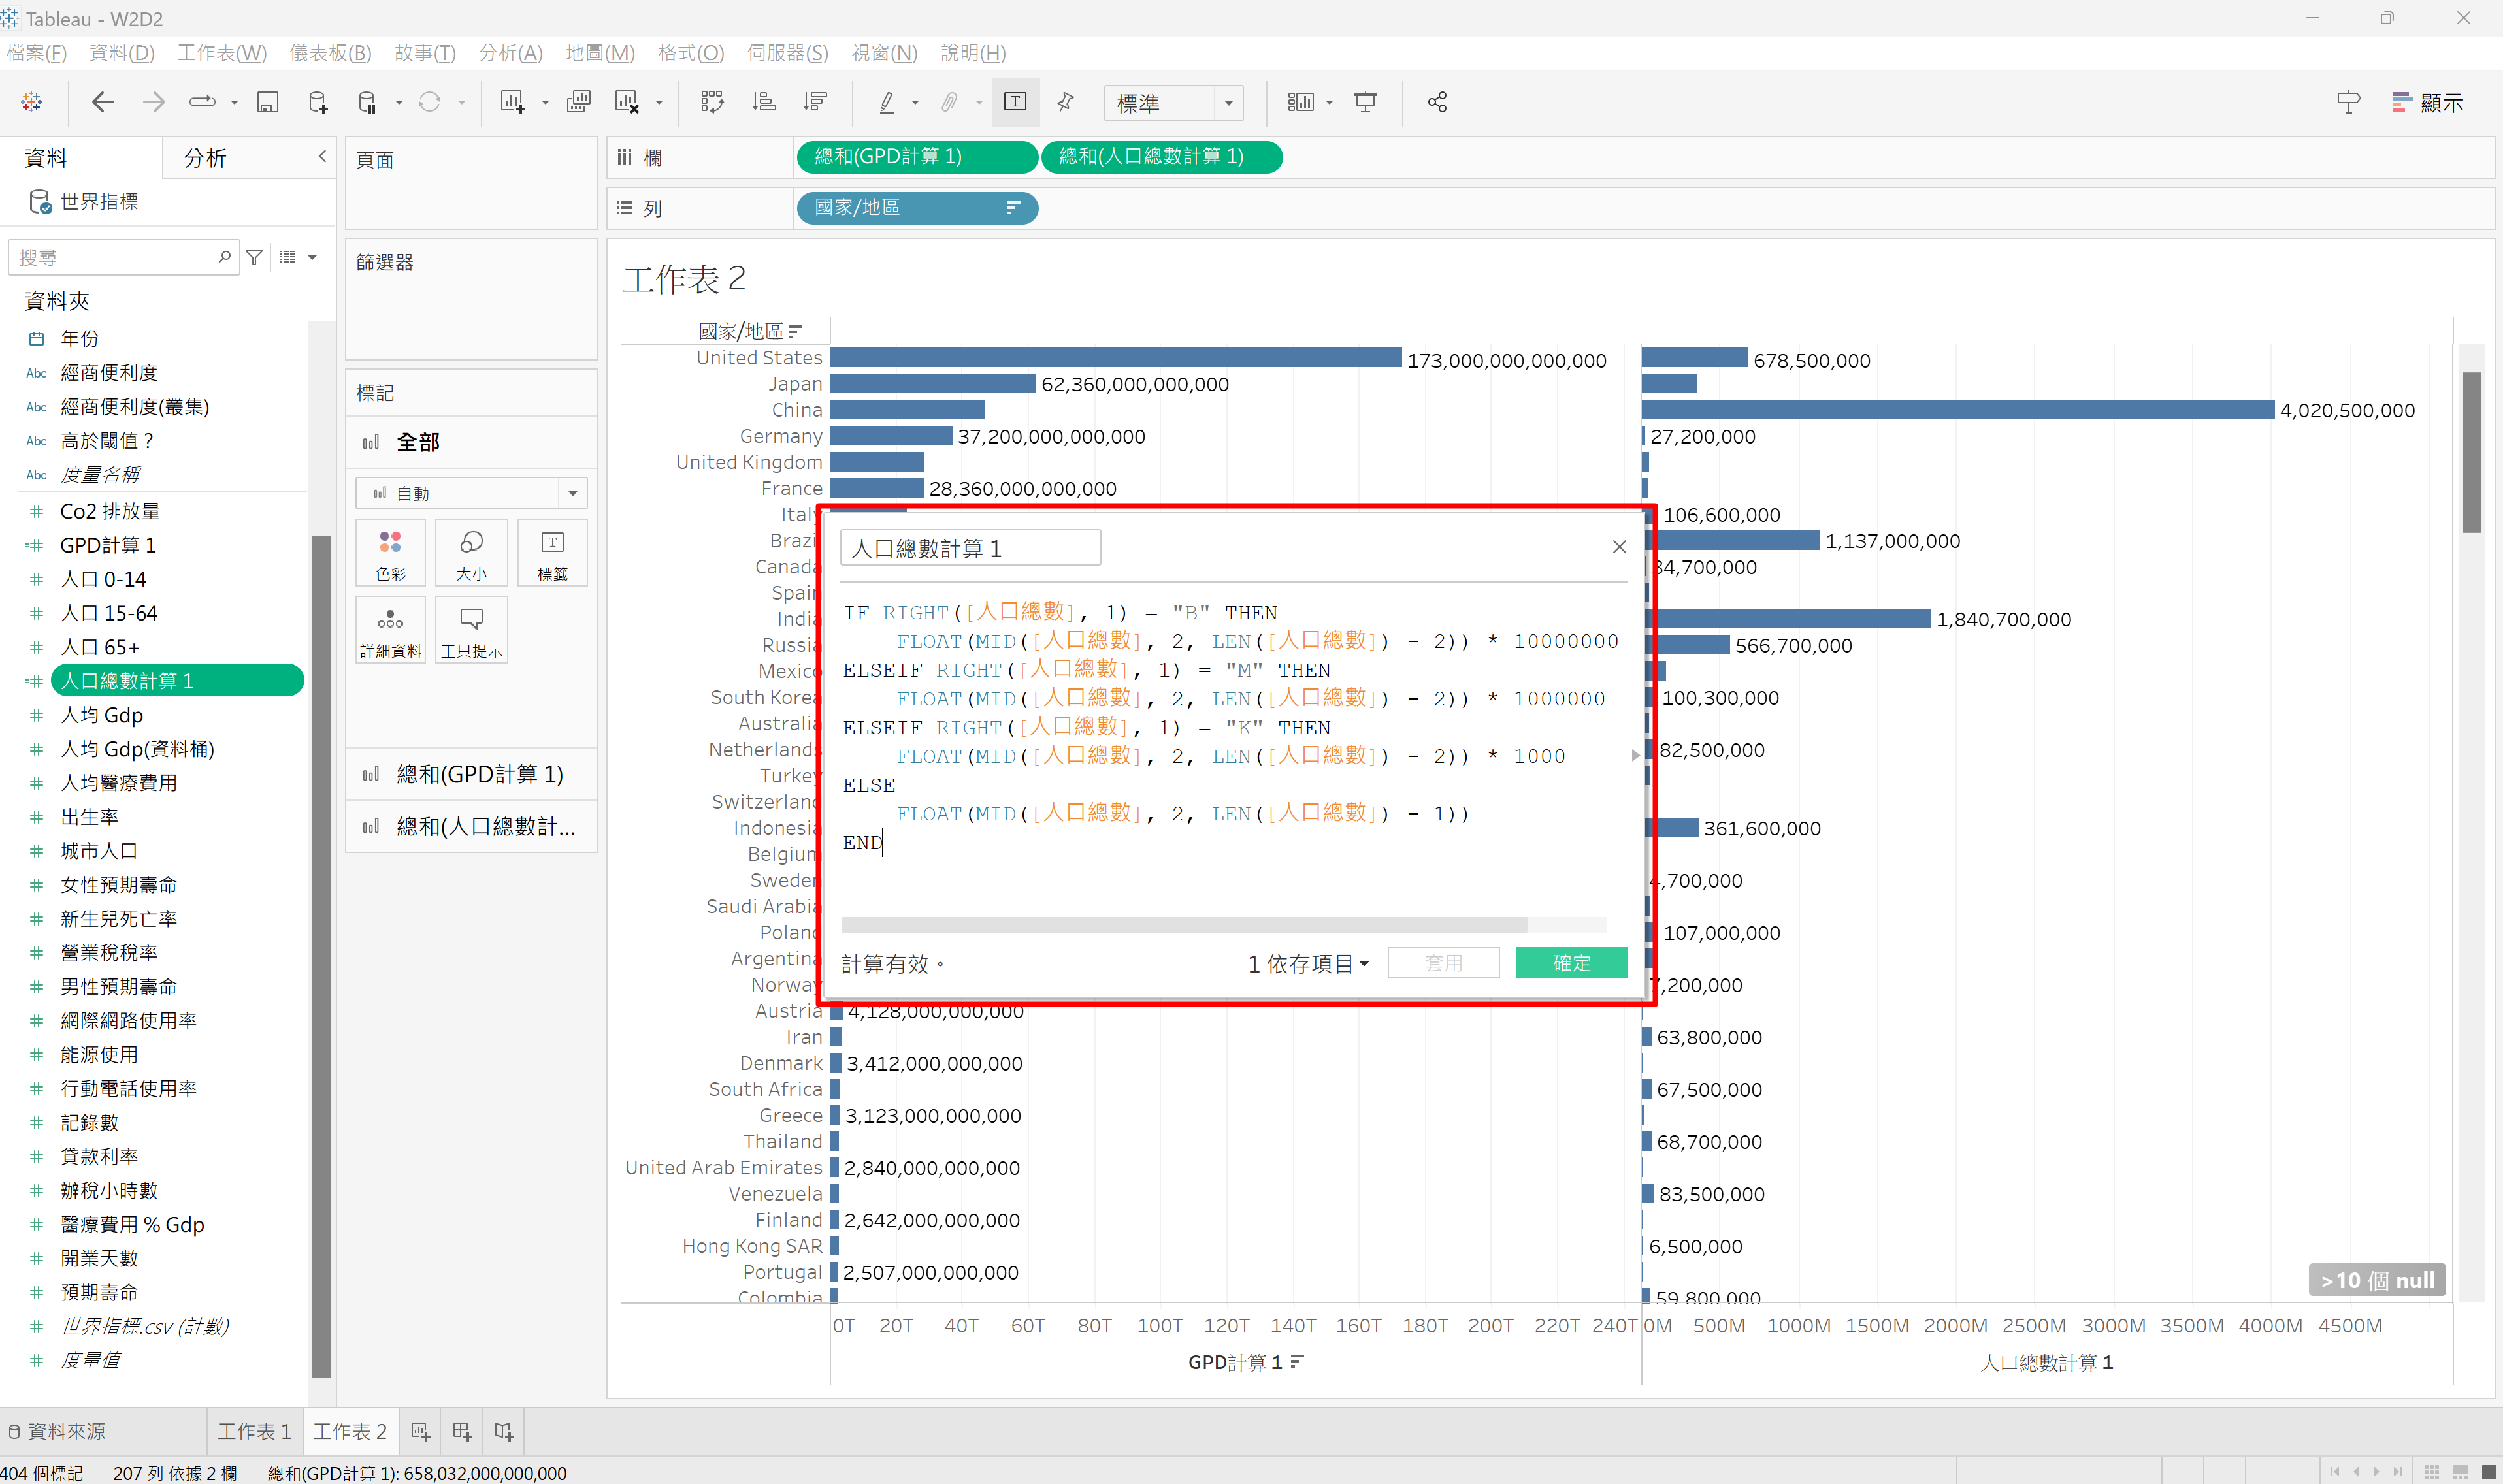 Tableau - W2D2
檔案(F) 資料(D) 工作表(W) 儀表板(B) 故事(T) 分析(A) 地圖(M) 格式(O) 伺服器(S) 視窗(N) 說明(H)
標準
顯示
資料 分析
世界指標
搜尋
資料夾
年份
Abc 經商便利度
Abc 經商便利度(叢集)
Abc 高於閾值？
Abc 度量名稱
Co2 排放量
GPD計算 1
人口 0-14
人口 15-64
人口 65+
人口總數計算 1
人均 Gdp
人均 Gdp(資料桶)
人均醫療費用
出生率
城市人口
女性預期壽命
新生兒死亡率
營業稅稅率
男性預期壽命
網際網路使用率
能源使用
行動電話使用率
記錄數
貸款利率
辦稅小時數
醫療費用 % Gdp
開業天數
預期壽命
世界指標.csv (計數)
度量值
頁面
篩選器
標記
全部
自動
色彩 大小 標籤
詳細資料 工具提示
總和(GPD計算 1)
總和(人口總數計...
欄 總和(GPD計算 1) 總和(人口總數計算 1)
列 國家/地區
工作表 2
國家/地區
United States 173,000,000,000,000 678,500,000
Japan 62,360,000,000,000
China 4,020,500,000
Germany 37,200,000,000,000 27,200,000
United Kingdom
France 28,360,000,000,000
Italy 106,600,000
Brazi 1,137,000,000
Canada 84,700,000
Spain
India 1,840,700,000
Russia 566,700,000
Mexico
South Korea 100,300,000
Australia
Netherlands 82,500,000
Turkey
Switzerland
Indonesia 361,600,000
Belgium
Sweden 4,700,000
Saudi Arabia
Poland 107,000,000
Argentina
Norway 7,200,000
Austria 4,128,000,000,000
Iran 63,800,000
Denmark 3,412,000,000,000
South Africa 67,500,000
Greece 3,123,000,000,000
Thailand 68,700,000
United Arab Emirates 2,840,000,000,000
Venezuela 83,500,000
Finland 2,642,000,000,000
Hong Kong SAR 6,500,000
Portugal 2,507,000,000,000
Colombia 59,800,000
>10 個 null
0T 20T 40T 60T 80T 100T 120T 140T 160T 180T 200T 220T 240T 0M 500M 1000M 1500M 2000M 2500M 3000M 3500M 4000M 4500M
GPD計算 1 人口總數計算 1
人口總數計算 1
IF RIGHT([人口總數], 1) = "B" THEN
FLOAT(MID([人口總數], 2, LEN([人口總數]) - 2)) * 10000000
ELSEIF RIGHT([人口總數], 1) = "M" THEN
FLOAT(MID([人口總數], 2, LEN([人口總數]) - 2)) * 1000000
ELSEIF RIGHT([人口總數], 1) = "K" THEN
FLOAT(MID([人口總數], 2, LEN([人口總數]) - 2)) * 1000
ELSE
FLOAT(MID([人口總數], 2, LEN([人口總數]) - 1))
END
計算有效。 1 依存項目 套用 確定
資料來源 工作表 1 工作表 2
404 個標記 207 列 依據 2 欄 總和(GPD計算 1): 658,032,000,000,000